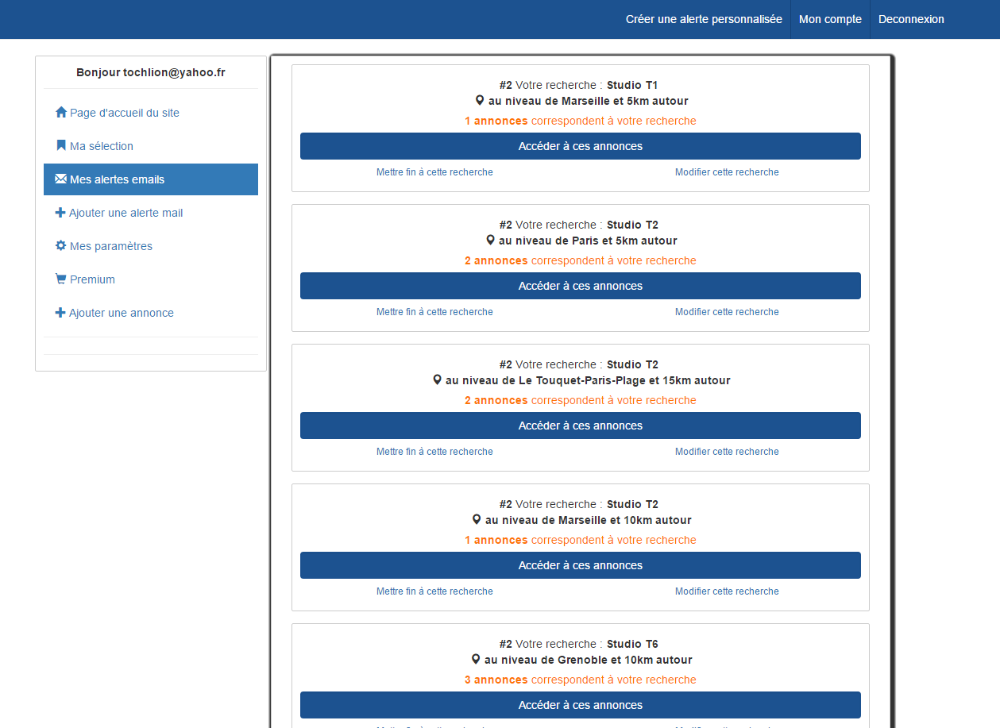 Créer une alerte personnalisée Mon compte Deconnexion
Bonjour tochlion@yahoo.fr
Page d'accueil du site
Ma sélection
Mes alertes emails
Ajouter une alerte mail
Mes paramètres
Premium
Ajouter une annonce
#2 Votre recherche : Studio T1
au niveau de Marseille et 5km autour
1 annonces correspondent à votre recherche
Accéder à ces annonces
Mettre fin à cette recherche Modifier cette recherche
#2 Votre recherche : Studio T2
au niveau de Paris et 5km autour
2 annonces correspondent à votre recherche
Accéder à ces annonces
Mettre fin à cette recherche Modifier cette recherche
#2 Votre recherche : Studio T2
au niveau de Le Touquet-Paris-Plage et 15km autour
2 annonces correspondent à votre recherche
Accéder à ces annonces
Mettre fin à cette recherche Modifier cette recherche
#2 Votre recherche : Studio T2
au niveau de Marseille et 10km autour
1 annonces correspondent à votre recherche
Accéder à ces annonces
Mettre fin à cette recherche Modifier cette recherche
#2 Votre recherche : Studio T6
au niveau de Grenoble et 10km autour
3 annonces correspondent à votre recherche
Accéder à ces annonces